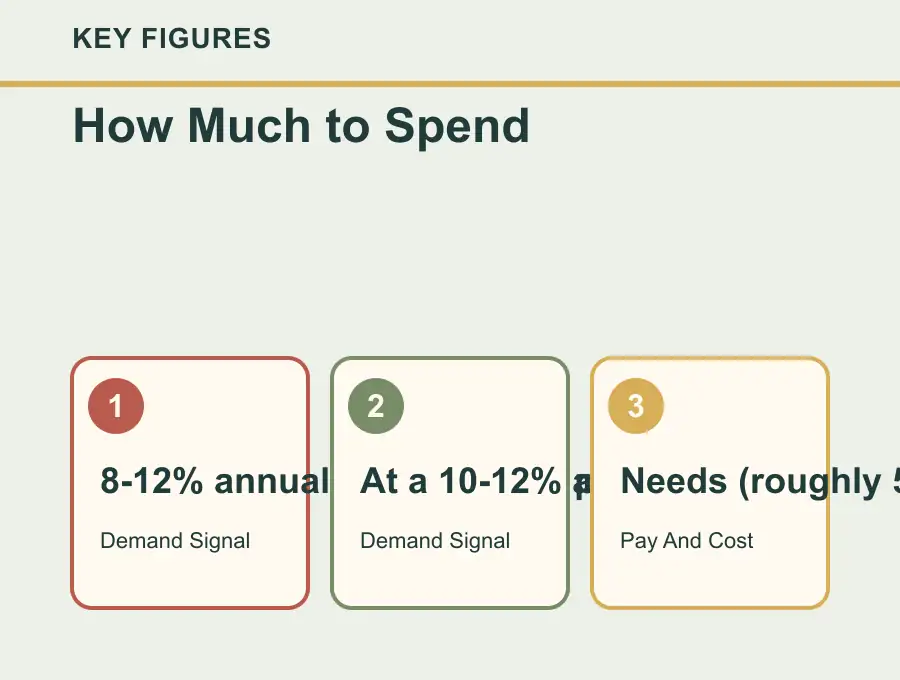 KEY FIGURES
How Much to Spend
1
2
3
8-12% annual
At a 10-12%
Needs (roughly
Demand Signal
Demand Signal
Pay And Cost